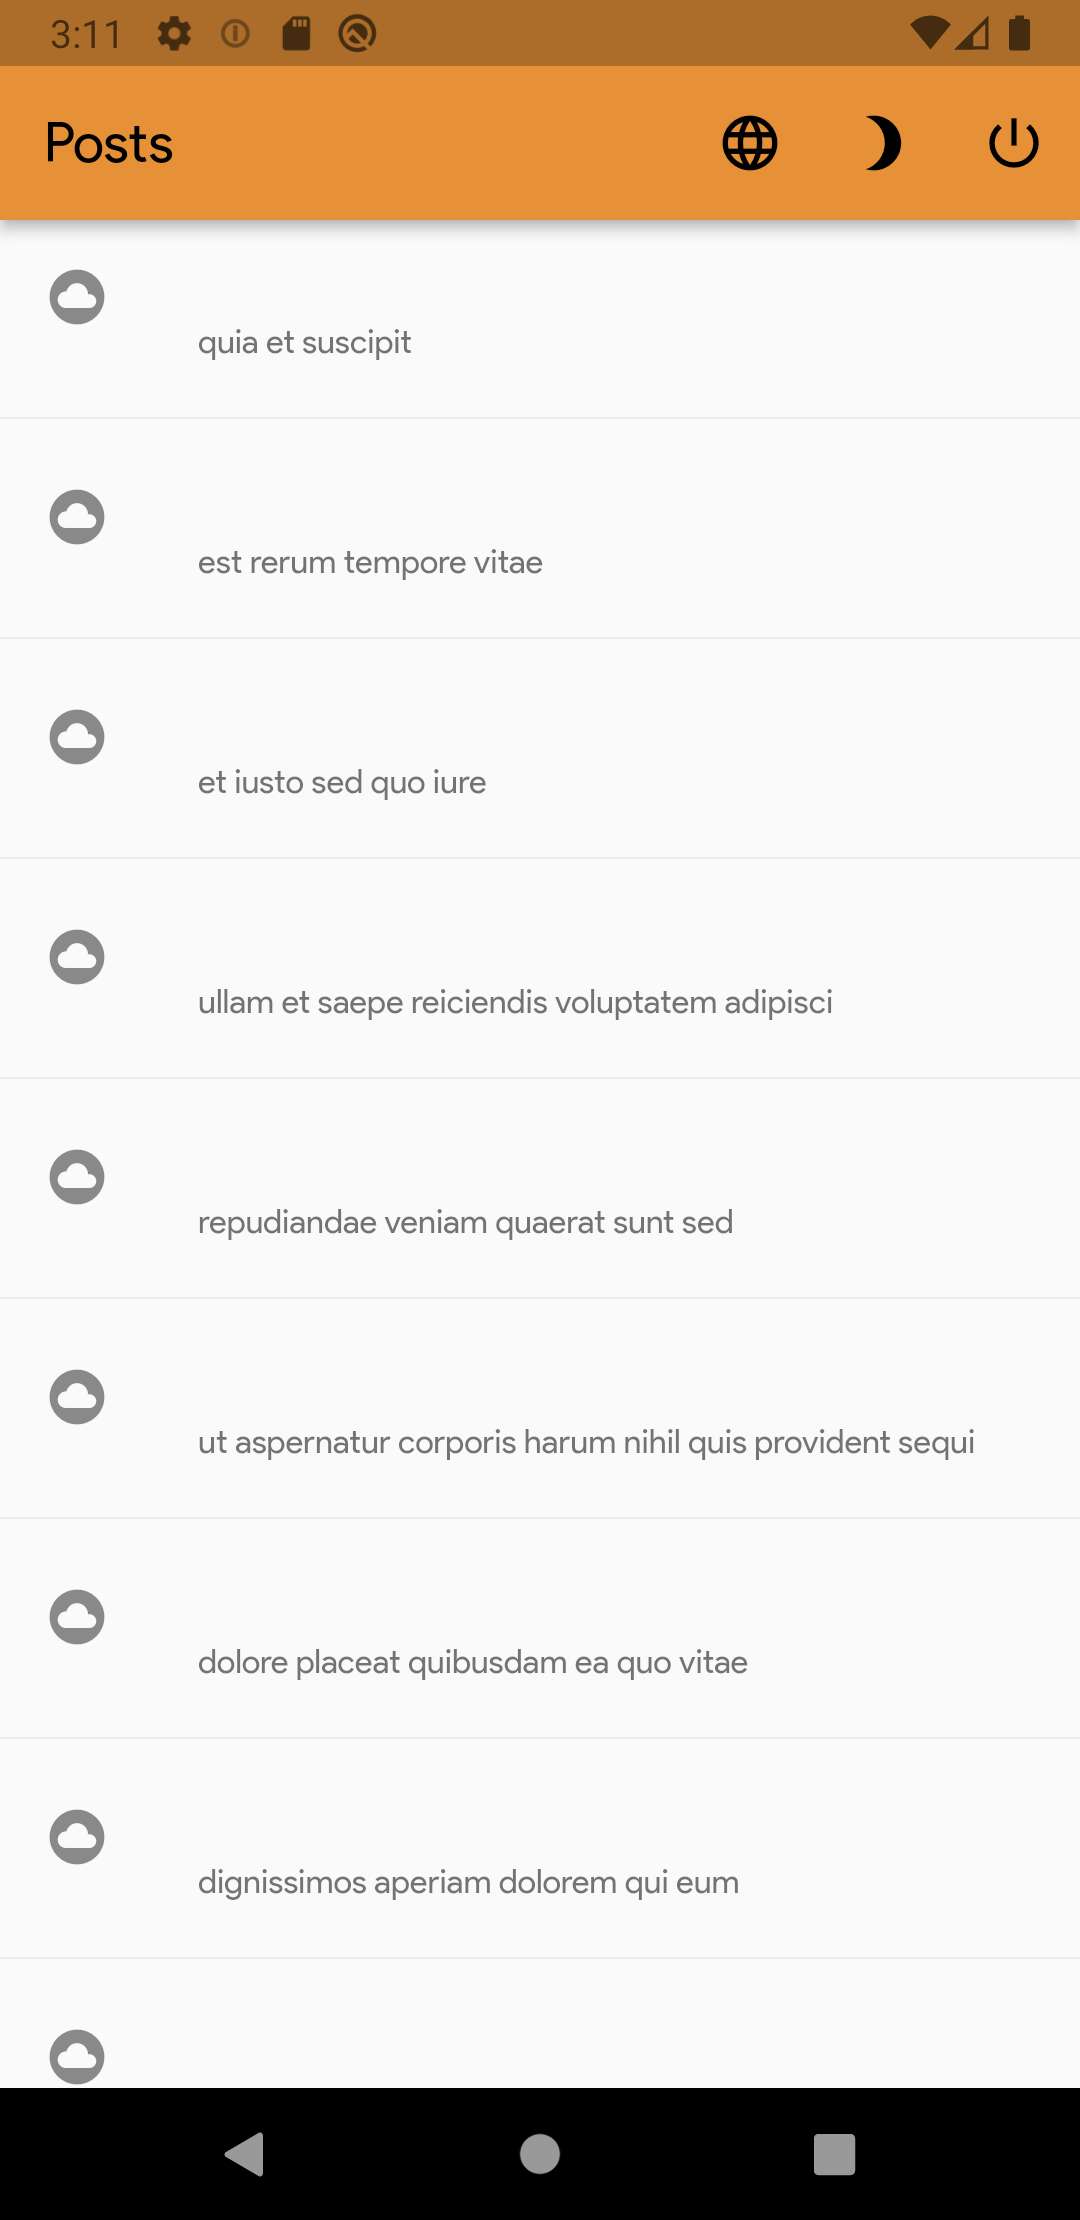 3:11
Posts
quia et suscipit
est rerum tempore vitae
et iusto sed quo iure
ullam et saepe reiciendis voluptatem adipisci
repudiandae veniam quaerat sunt sed
ut aspernatur corporis harum nihil quis provident sequi
dolore placeat quibusdam ea quo vitae
dignissimos aperiam dolorem qui eum